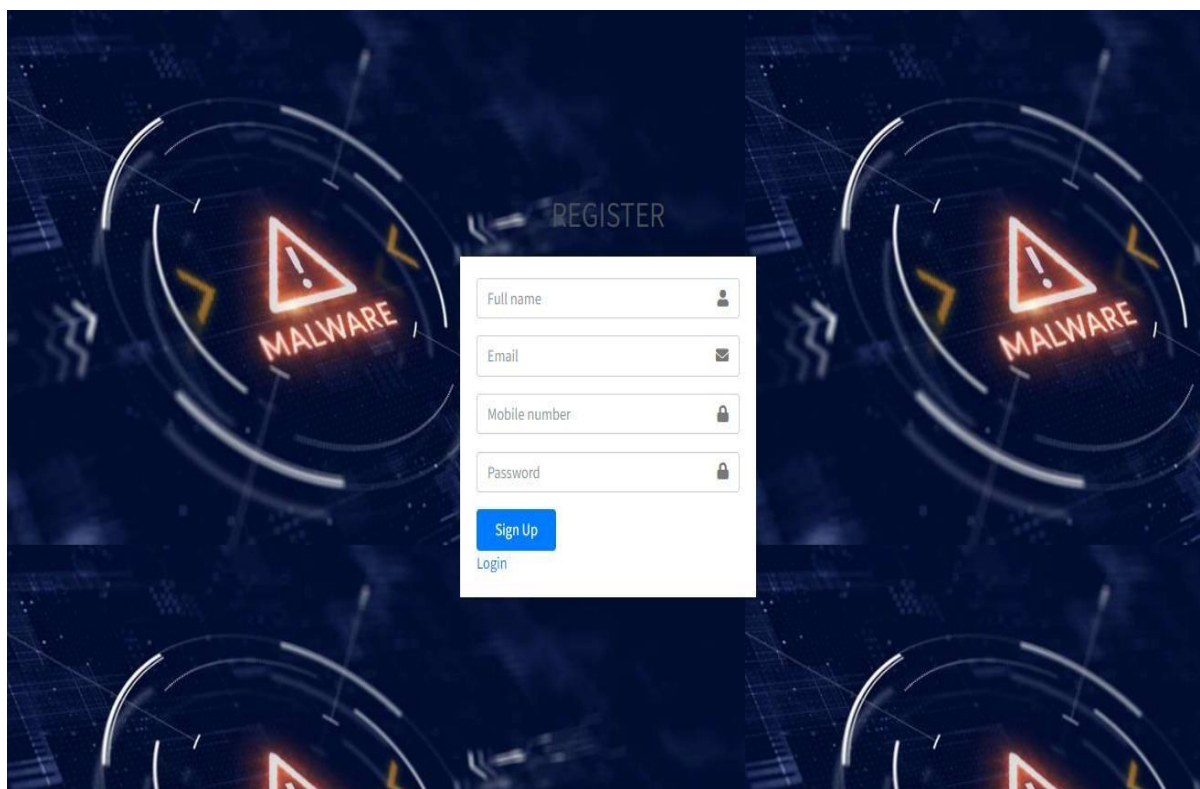 REGISTER
MALWARE
MALWARE
Full name
Email
Mobile number
Password
Sign Up
Login